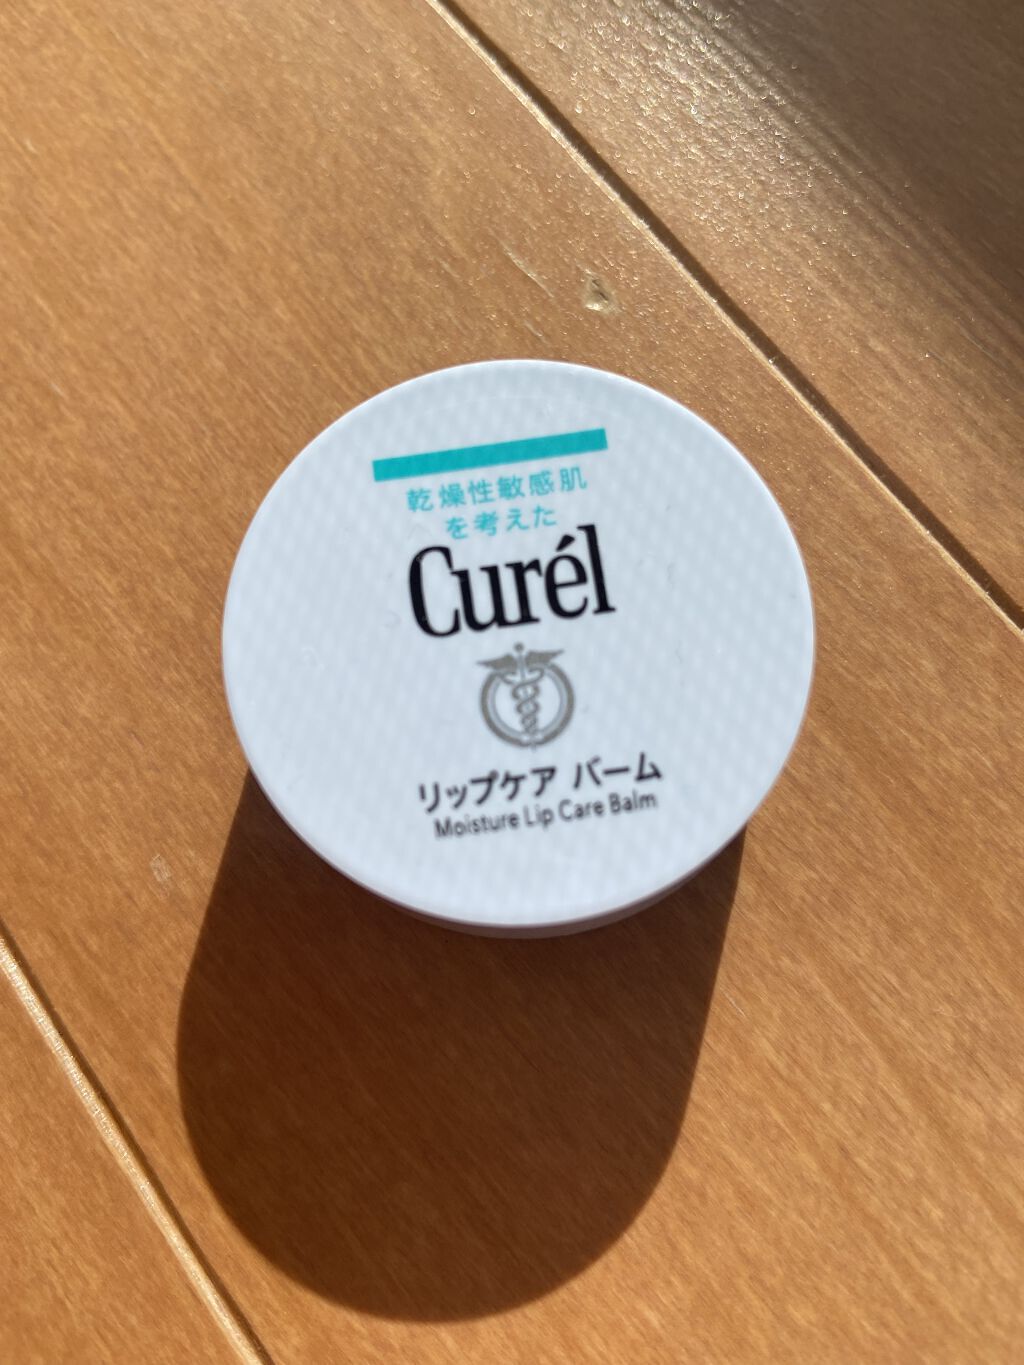 乾燥性敏感肌
を考えた
Curél
リップケア バーム
Moisture Lip Care Balm